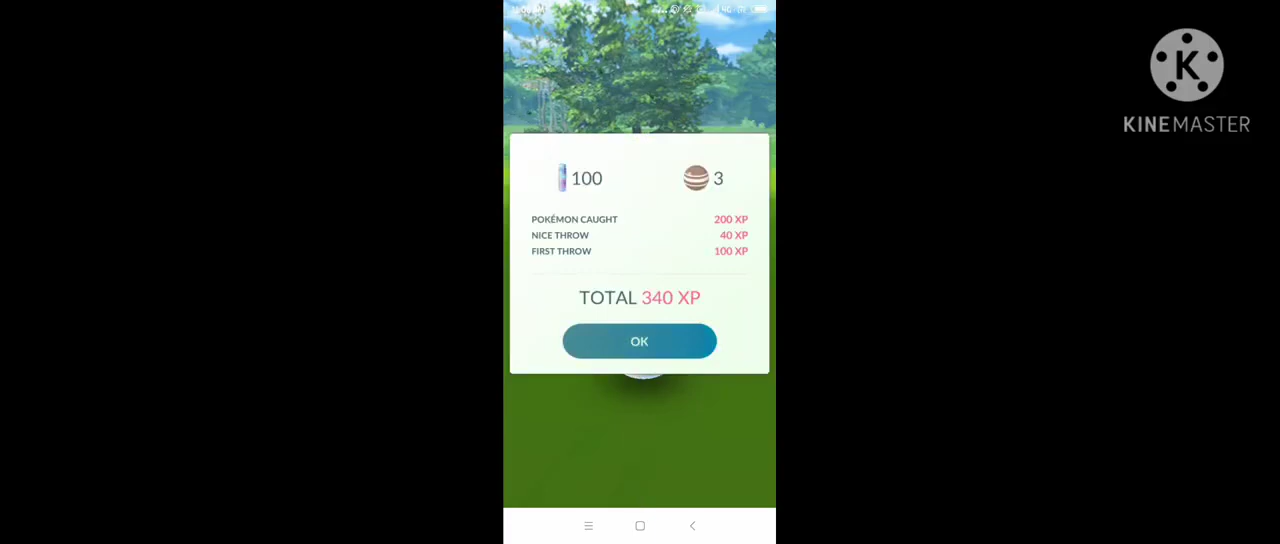 100
3
POKÉMON CAUGHT 200 XP
NICE THROW 40 XP
FIRST THROW 100 XP
TOTAL 340 XP
OK
K
KINEMASTER